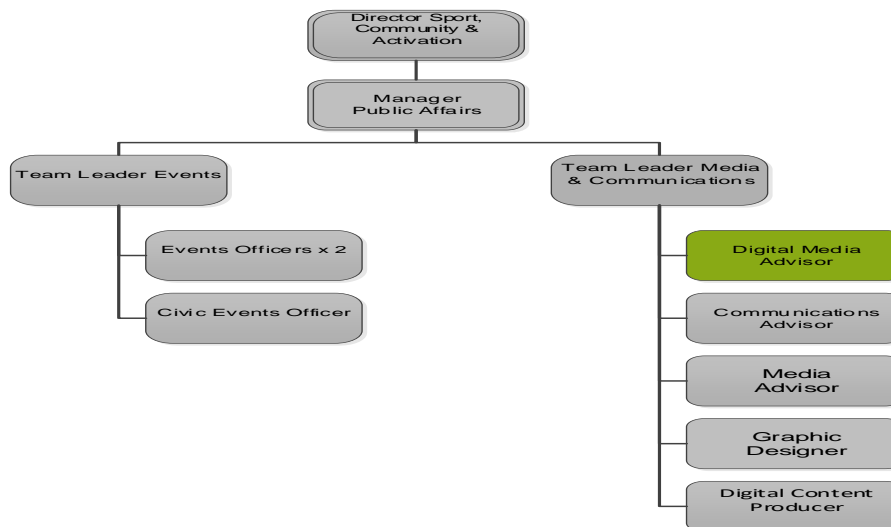 Director Sport,
Community &
Activation
Manager
Public Affairs
Team Leader Events
Team Leader Media
& Communications
Events Officers x 2
Civic Events Officer
Digital Media
Advisor
Communications
Advisor
Media
Advisor
Graphic
Designer
Digital Content
Producer